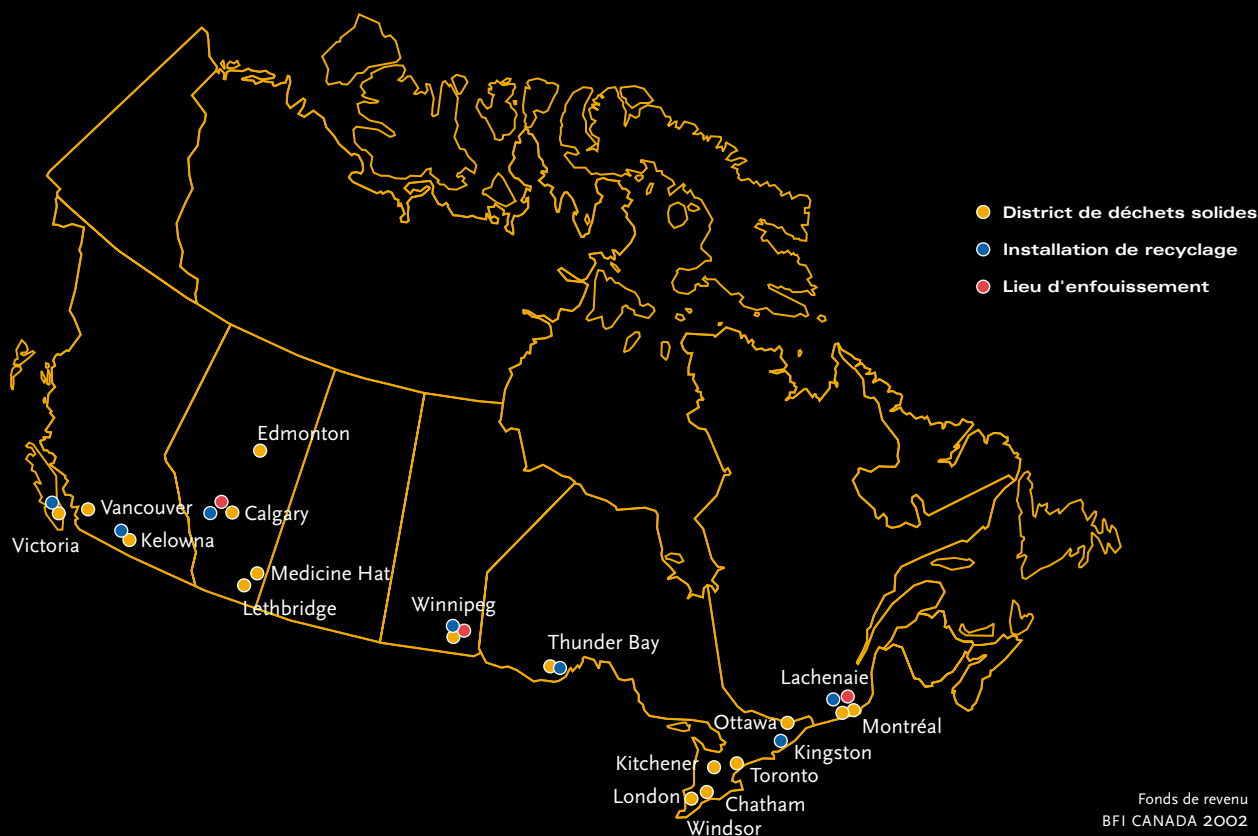 District de déchets solides
Installation de recyclage
Lieu d'enfouissement
Edmonton
Vancouver
Calgary
Victoria
Kelowna
Medicine Hat
Lethbridge
Winnipeg
Thunder Bay
Lachenaie
Ottawa
Montréal
Kingston
Kitchener
Toronto
London
Chatham
Windsor
Fonds de revenu
BFI CANADA 2002